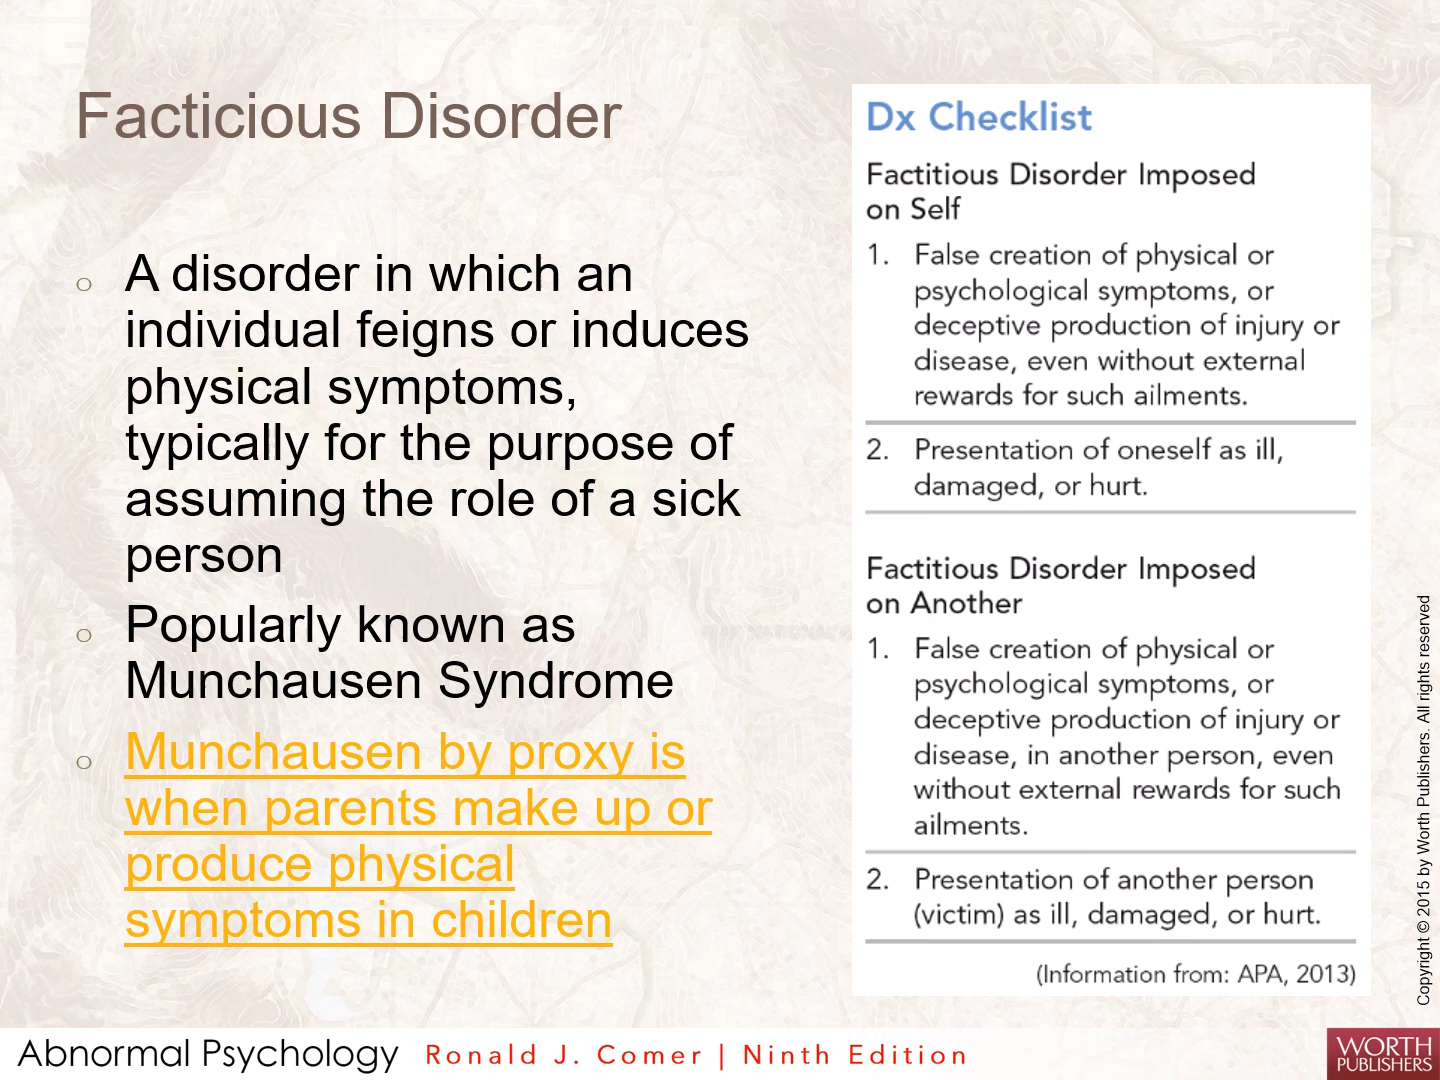 Facticious Disorder
o A disorder in which an
individual feigns or induces
physical symptoms,
typically for the purpose of
assuming the role of a sick
person
o Popularly known as
Munchausen Syndrome
o Munchausen by proxy is
when parents make up or
produce physical
symptoms in children
Dx Checklist
Factitious Disorder Imposed
on Self
1. False creation of physical or
psychological symptoms, or
deceptive production of injury or
disease, even without external
rewards for such ailments.
2. Presentation of oneself as ill,
damaged, or hurt.
Factitious Disorder Imposed
on Another
1. False creation of physical or
psychological symptoms, or
deceptive production of injury or
disease, in another person, even
without external rewards for such
ailments.
2. Presentation of another person
(victim) as ill, damaged, or hurt.
(Information from: APA, 2013)
Copyright © 2015 by Worth Publishers. All rights reserved
Abnormal Psychology Ronald J. Comer | Ninth Edition
WORTH
PUBLISHERS